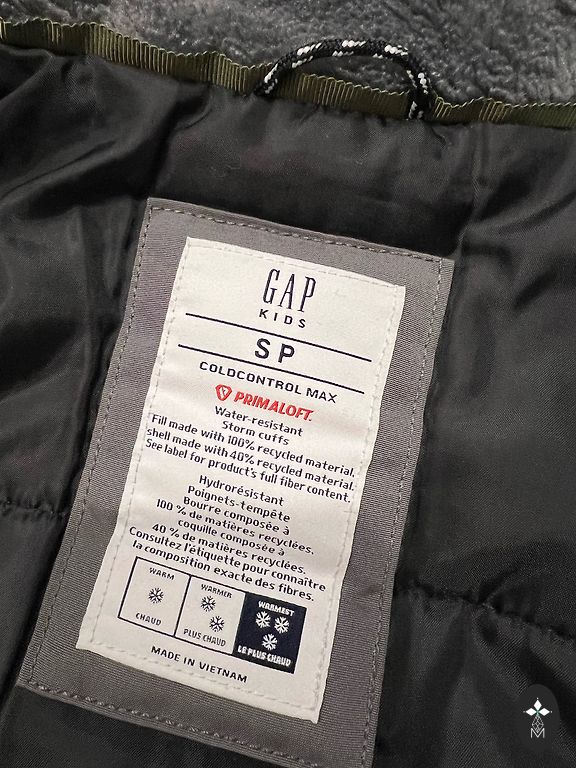 GAP
KIDS
SP
COLDCONTROL MAX
PRIMALOFT.
Water-resistant
Storm cuffs
Fill made with 100% recycled material,
shell made with 40% recycled material.
See label for product's full fiber content.
Hydrorésistant
Poignets-tempête
Bourre composée à
100 % de matières recyclées,
coquille composée à
40 % de matières recyclées.
Consultez l'étiquette pour connaître
la composition exacte des fibres.
WARM
CHAUD
WARMER
PLUS CHAUD
WARMEST
LE PLUS CHAUD
MADE IN VIETNAM